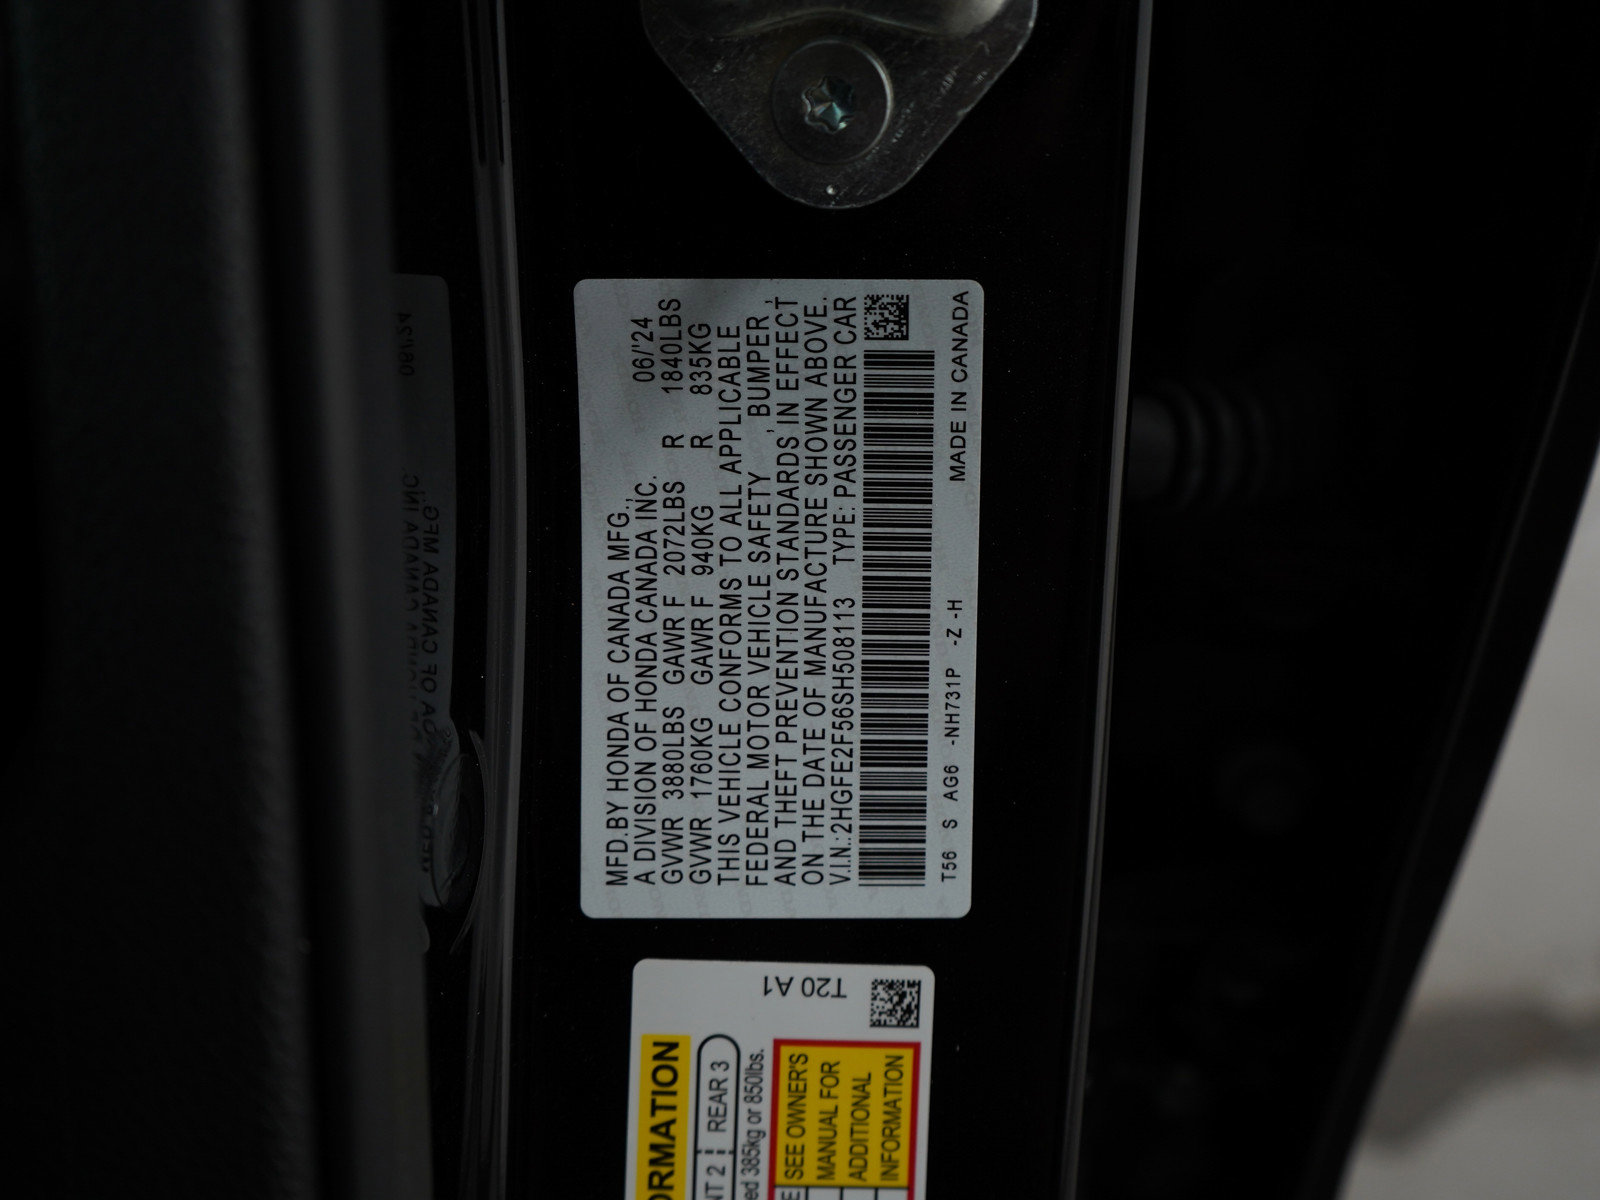 MFD.BY HONDA OF CANADA MFG.,
A DIVISION OF HONDA CANADA INC. 06/'24
GVWR 3880LBS GAWR F 2072LBS R 1840LBS
GVWR 1760KG GAWR F 940KG R 835KG
THIS VEHICLE CONFORMS TO ALL APPLICABLE
FEDERAL MOTOR VEHICLE SAFETY , BUMPER ,
AND THEFT PREVENTION STANDARDS IN EFFECT
ON THE DATE OF MANUFACTURE SHOWN ABOVE.
V.I.N.:2HGFE2F56SH508113 TYPE: PASSENGER CAR
MADE IN CANADA
T56 S AG6 -NH731P -Z -H
T20 A1
REAR 3
385kg or 850lbs.
SEE OWNER'S
MANUAL FOR
ADDITIONAL
INFORMATION